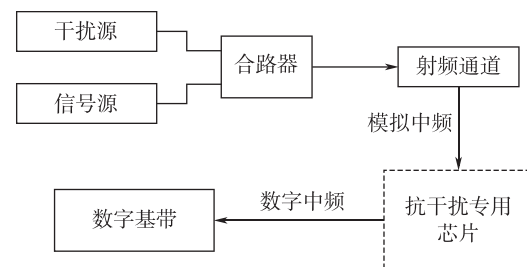 干扰源
合路器
射频通道
信号源
模拟中频
数字基带
数字中频
抗干扰专用
芯片